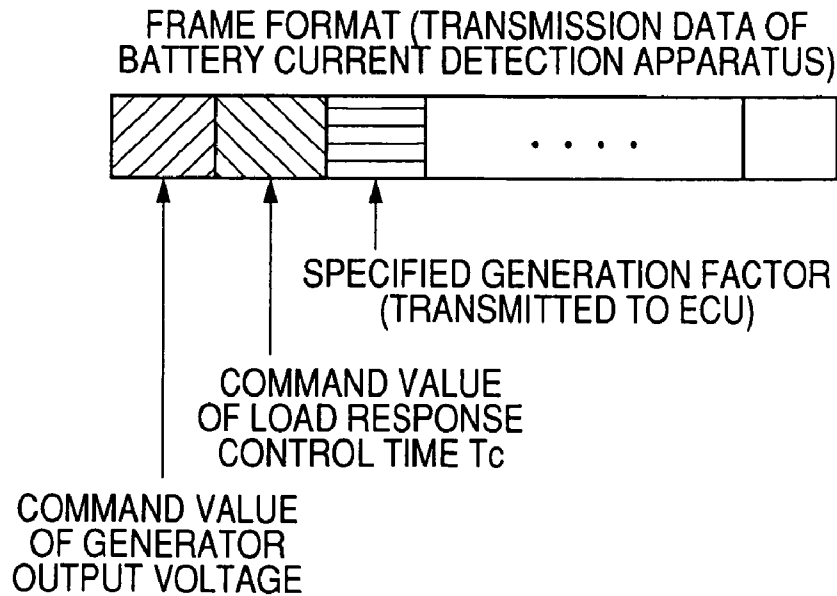 FRAME FORMAT (TRANSMISSION DATA OF
BATTERY CURRENT DETECTION APPARATUS)
. . . .
SPECIFIED GENERATION FACTOR
(TRANSMITTED TO ECU)
COMMAND VALUE
OF LOAD RESPONSE
CONTROL TIME Tc
COMMAND VALUE
OF GENERATOR
OUTPUT VOLTAGE